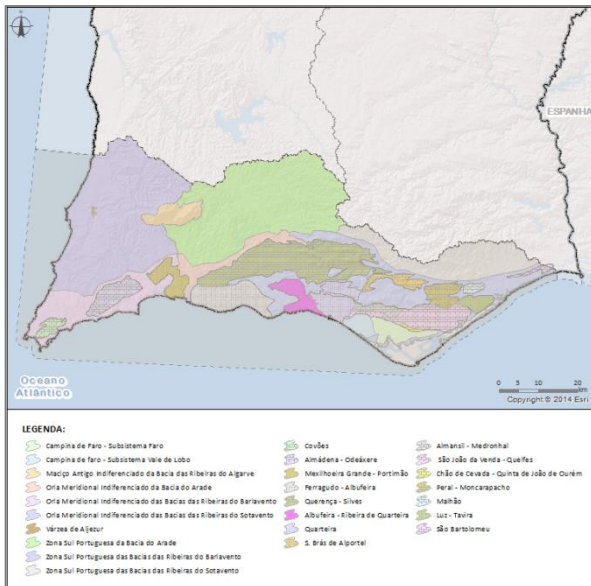 N
ESPANHA
Oceano
Atlântico
0 5 10 20
km
Copyright © 2014 Esri
LEGENDA:
Campina de Faro - Subsistema Faro
Campina de faro - Subsistema Vale de Lobo
Maciço Antigo Indiferenciado da Bacia das Ribeiras do Algarve
Orla Meridional Indiferenciado da Bacia do Arade
Orla Meridional Indiferenciado das Bacias das Ribeiras do Barlavento
Orla Meridional Indiferenciado das Bacias das Ribeiras do Sotavento
Várzea de Aljezur
Zona Sul Portuguesa da Bacia do Arade
Zona Sul Portuguesa das Bacias das Ribeiras do Barlavento
Zona Sul Portuguesa das Bacias das Ribeiras do Sotavento
Covões
Almádena - Odeáxere
Mexilhoeira Grande - Portimão
Ferragudo - Albufeira
Querença - Silves
Albufeira - Ribeira de Quarteira
Quarteira
S. Brás de Alportel
Almansil - Medronhal
São João da Venda - Quelfes
Chão de Cevada - Quinta de João de Ourém
Peral - Moncarapacho
Malhão
Luz - Tavira
São Bartolomeu